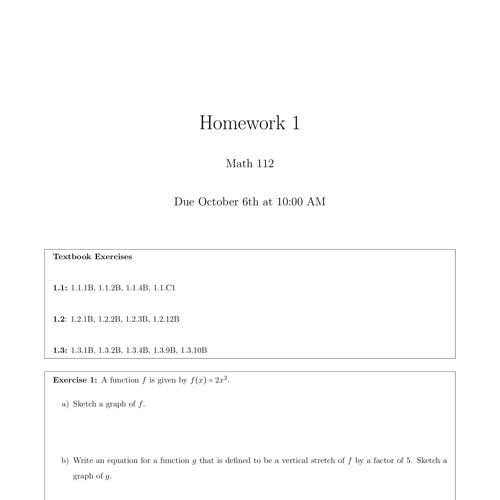 Homework 1
Math 112
Due October 6th at 10:00 AM
Textbook Exercises
1.1: 1.1.1B, 1.1.2B, 1.1.4B, 1.1.C1
1.2: 1.2.1B, 1.2.2B, 1.2.3B, 1.2.12B
1.3: 1.3.1B, 1.3.2B, 1.3.4B, 1.3.9B, 1.3.10B
Exercise 1: A function f is given by f(x) = 2x².
a) Sketch a graph of f.
b) Write an equation for a function g that is defined to be a vertical stretch of f by a factor of 5. Sketch a
graph of g.